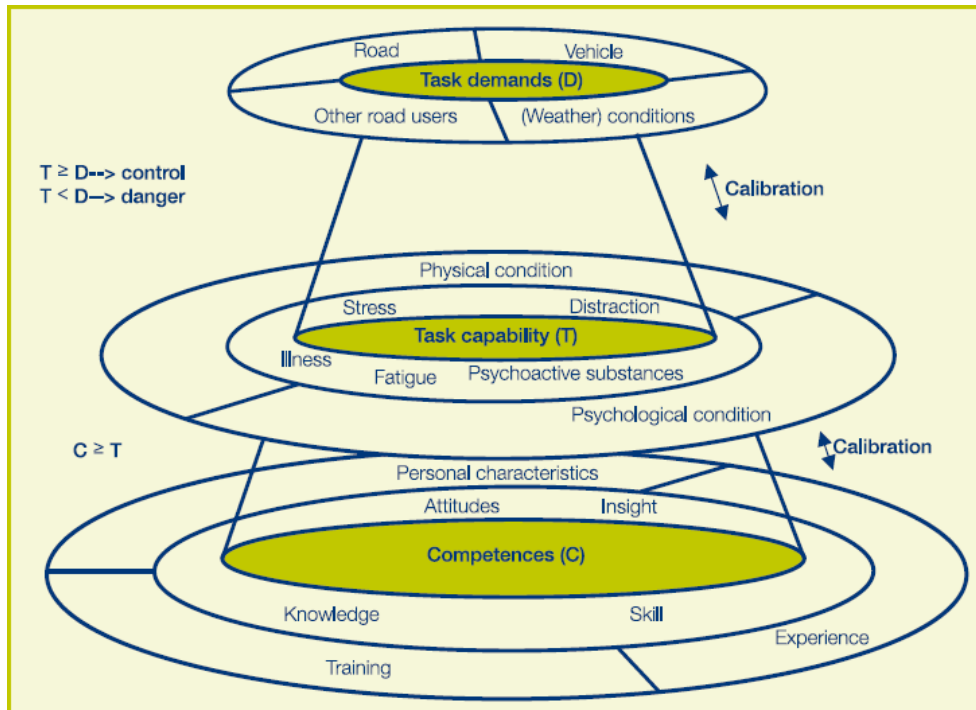 Road
Vehicle
Task demands (D)
Other road users
(Weather) conditions
T ≥ D--> control
T < D—> danger
Calibration
Physical condition
Stress
Distraction
Task capability (T)
Illness
Fatigue
Psychoactive substances
Psychological condition
C ≥ T
Calibration
Personal characteristics
Attitudes
Insight
Competences (C)
Knowledge
Skill
Experience
Training